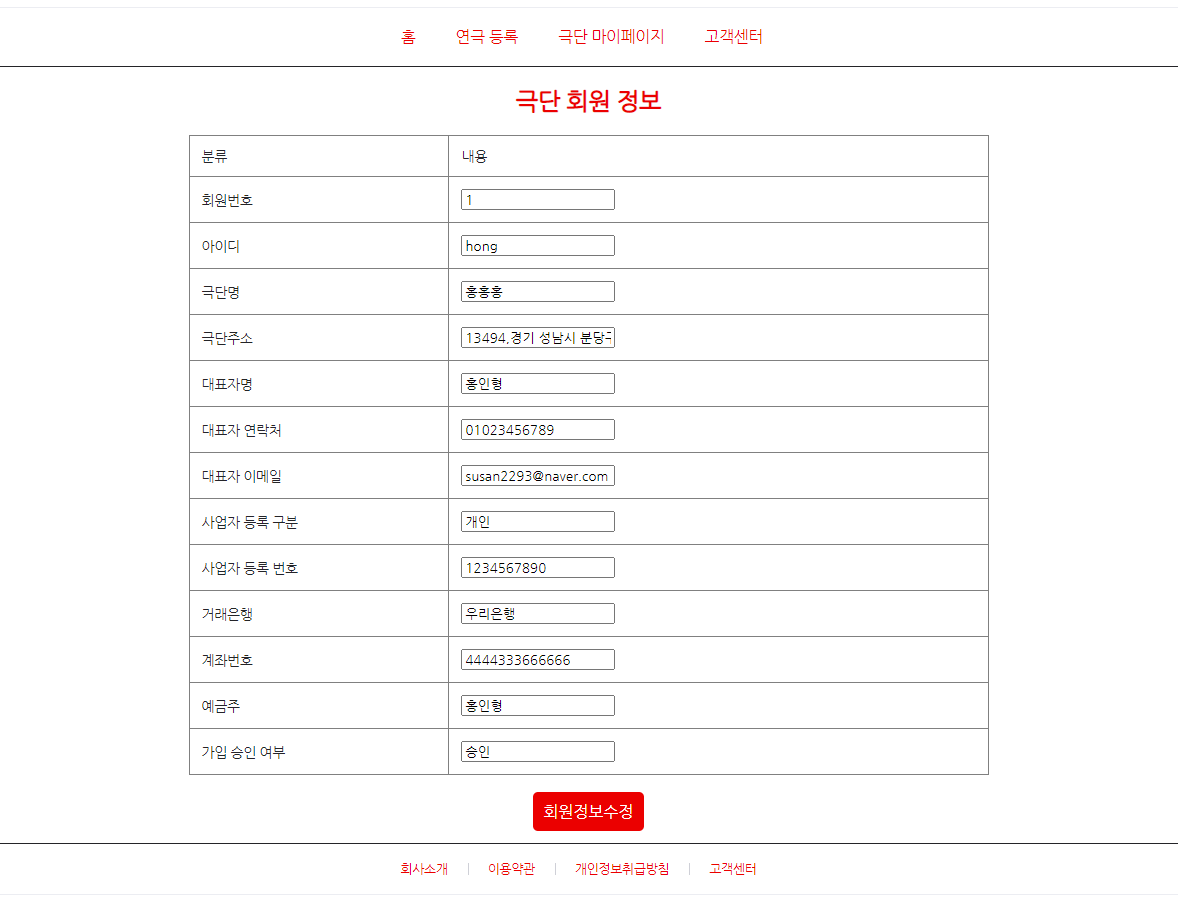 홈 연극 등록 극단 마이페이지 고객센터
극단 회원 정보
분류 내용
회원번호 1
아이디 hong
극단명 홍홍홍
극단주소 13494,경기 성남시 분당구
대표자명 홍인형
대표자 연락처 01023456789
대표자 이메일 susan2293@naver.com
사업자 등록 구분 개인
사업자 등록 번호 1234567890
거래은행 우리은행
계좌번호 4444333666666
예금주 홍인형
가입 승인 여부 승인
회원정보수정
회사소개 | 이용약관 | 개인정보취급방침 | 고객센터